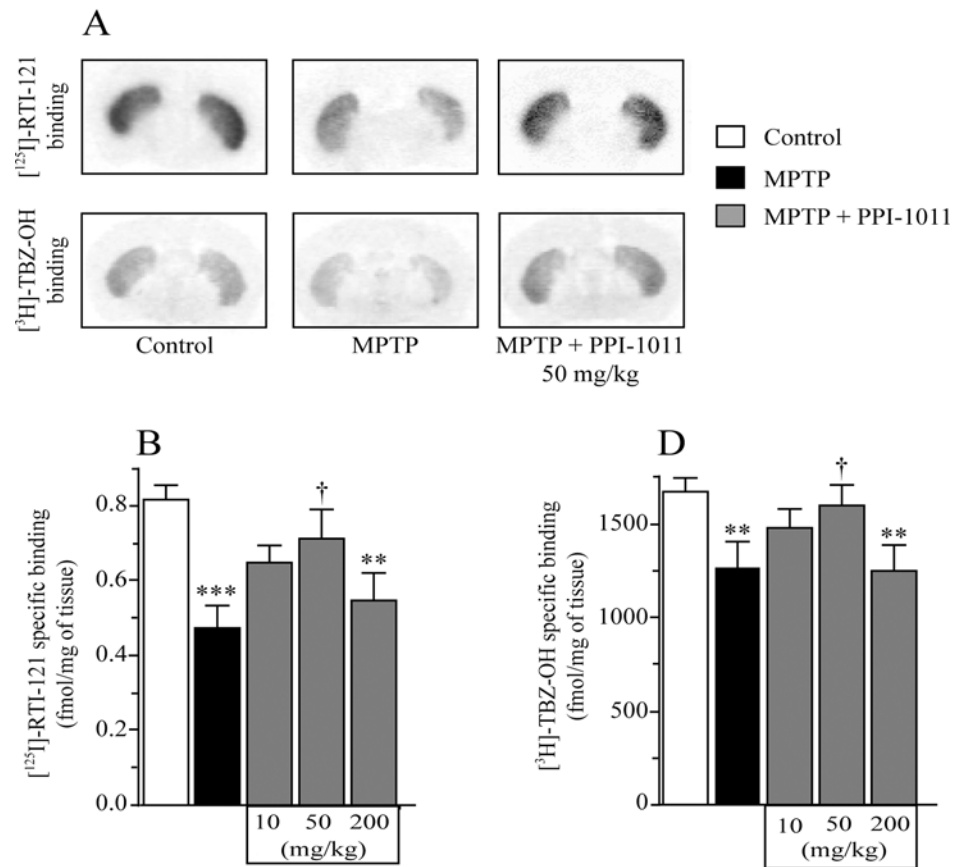 A
[¹²⁵I]-RTI-121
binding
[³H]-TBZ-OH
binding
Control
MPTP
MPTP + PPI-1011
50 mg/kg
Control
MPTP
MPTP + PPI-1011
B
[¹²⁵I]-RTI-121 specific binding
(fmol/mg of tissue)
0.8
0.6
0.4
0.2
0.0
***
†
**
10 50 200
(mg/kg)
D
[³H]-TBZ-OH specific binding
(fmol/mg of tissue)
1500
1000
500
0
**
†
**
10 50 200
(mg/kg)